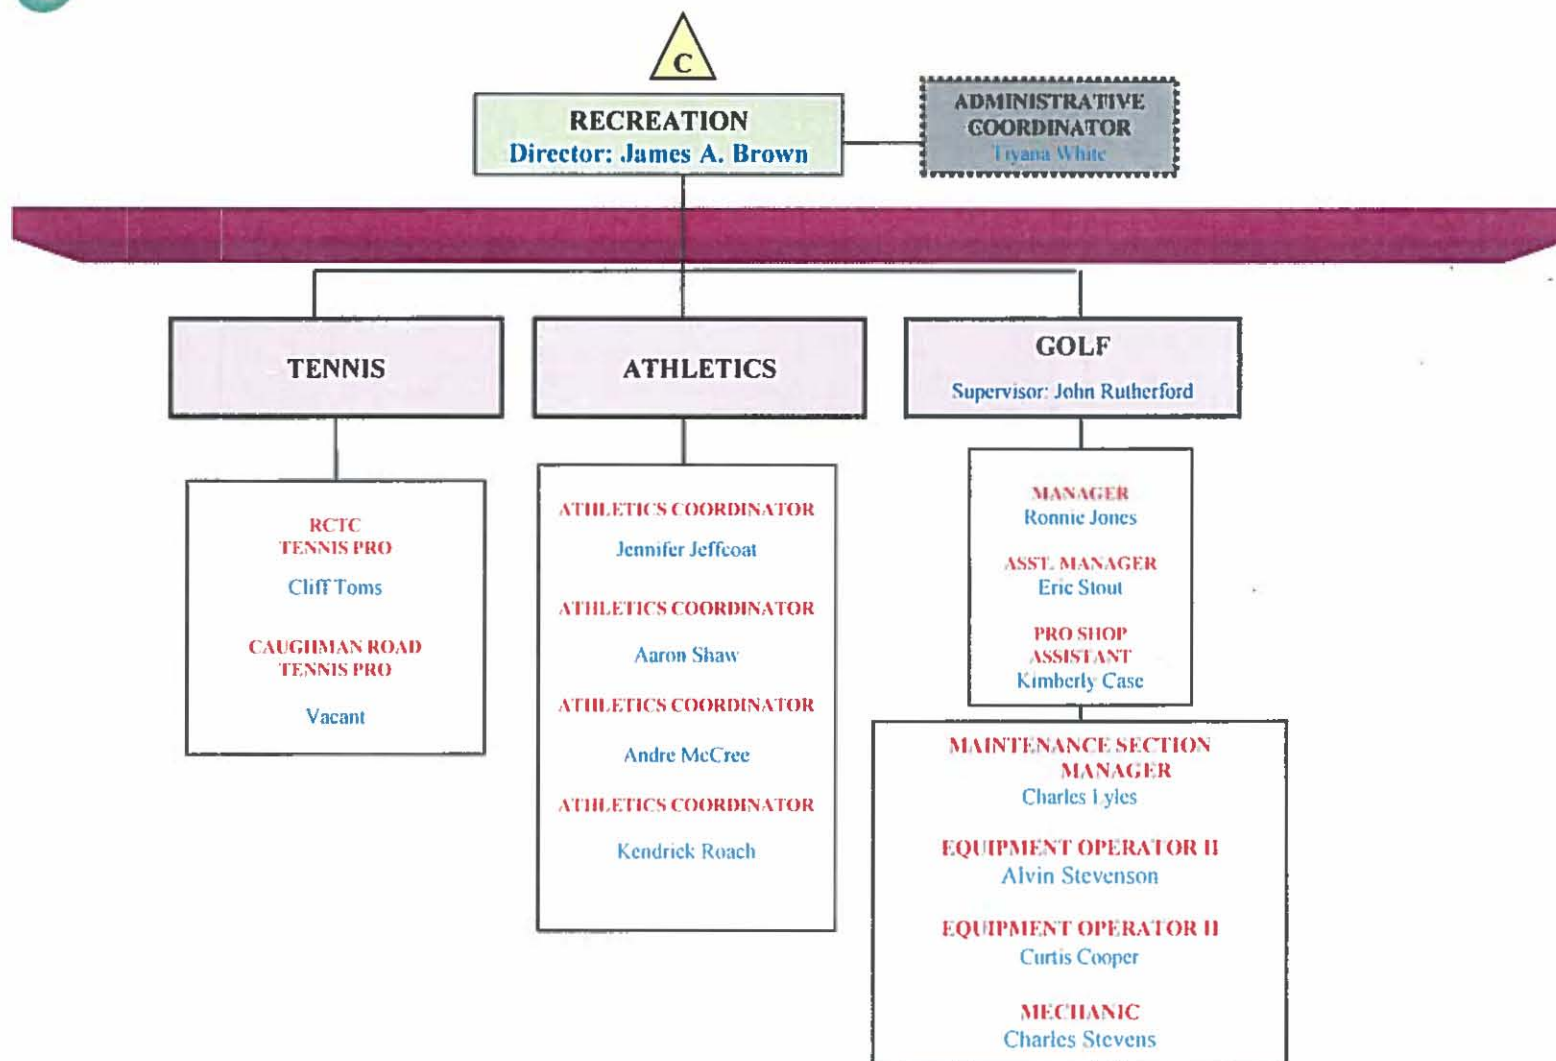 C
RECREATION
Director: James A. Brown
ADMINISTRATIVE
COORDINATOR
Tiyana White
TENNIS
RCTC
TENNIS PRO
Cliff Toms
CAUGHMAN ROAD
TENNIS PRO
Vacant
ATHLETICS
ATHLETICS COORDINATOR
Jennifer Jeffcoat
ATHLETICS COORDINATOR
Aaron Shaw
ATHLETICS COORDINATOR
Andre McCree
ATHLETICS COORDINATOR
Kendrick Roach
GOLF
Supervisor: John Rutherford
MANAGER
Ronnie Jones
ASST. MANAGER
Eric Stout
PRO SHOP
ASSISTANT
Kimberly Case
MAINTENANCE SECTION
MANAGER
Charles Lyles
EQUIPMENT OPERATOR II
Alvin Stevenson
EQUIPMENT OPERATOR II
Curtis Cooper
MECHANIC
Charles Stevens